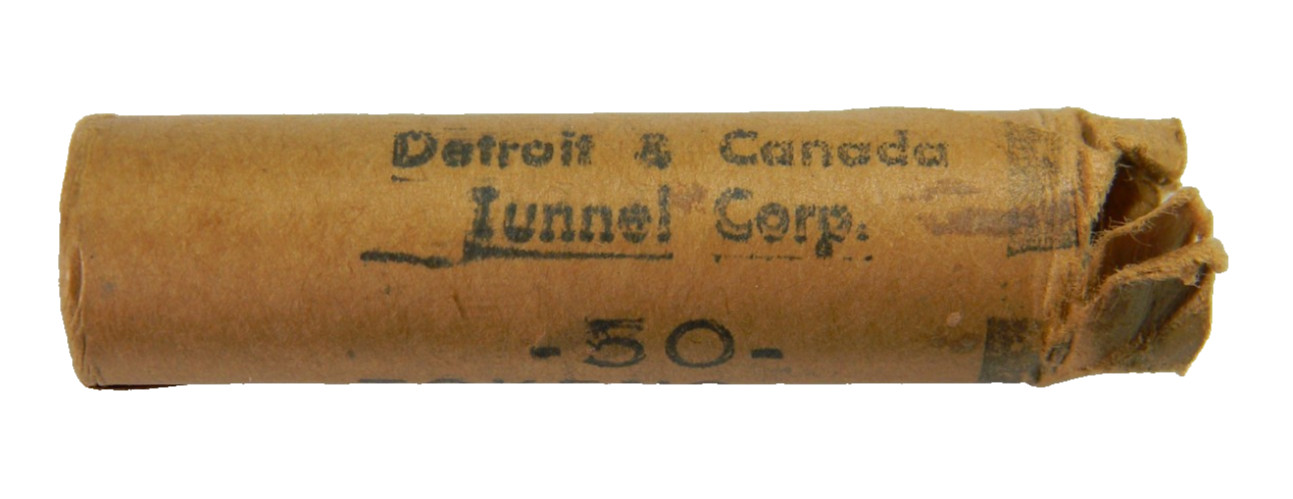 Detroit & Canada
Tunnel Corp.
-50-